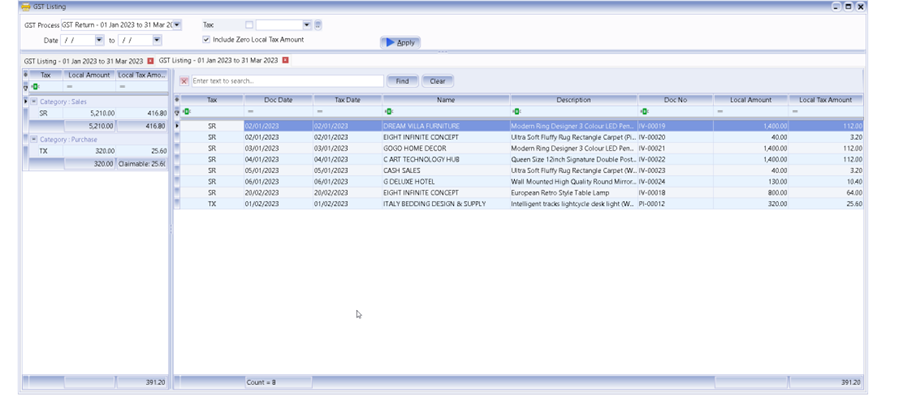 GST Listing
GST Process GST Return - 01 Jan 2023 to 31 Mar 20 Tax:
Date / / to / / Include Zero Local Tax Amount Apply
GST Listing - 01 Jan 2023 to 31 Mar 2023 GST Listing - 01 Jan 2023 to 31 Mar 2023
Tax Local Amount Local Tax Amo...
Category : Sales
SR 5,210.00 416.80
5,210.00 416.80
Category : Purchase
TX 320.00 25.60
320.00 Claimable: 25.60
391.20
Enter text to search... Find Clear
Tax Doc Date Tax Date Name Description Doc No Local Amount Local Tax Amount
SR 02/01/2023 02/01/2023 DREAM VILLA FURNITURE Modern Ring Designer 3 Colour LED Pen... IV-00019 1,400.00 112.00
SR 02/01/2023 02/01/2023 EIGHT INFINITE CONCEPT Ultra Soft Fluffy Rug Rectangle Carpet (Pi... IV-00020 40.00 3.20
SR 03/01/2023 03/01/2023 GOGO HOME DECOR Modern Ring Designer 3 Colour LED Pen... IV-00021 1,400.00 112.00
SR 04/01/2023 04/01/2023 C ART TECHNOLOGY HUB Queen Size 12inch Signature Double Post... IV-00022 1,400.00 112.00
SR 05/01/2023 05/01/2023 CASH SALES Ultra Soft Fluffy Rug Rectangle Carpet (W... IV-00023 40.00 3.20
SR 06/01/2023 06/01/2023 G DELUXE HOTEL Wall Mounted High Quality Round Mirror... IV-00024 130.00 10.40
SR 20/02/2023 20/02/2023 EIGHT INFINITE CONCEPT European Retro Style Table Lamp IV-00018 800.00 64.00
TX 01/02/2023 01/02/2023 ITALY BEDDING DESIGN & SUPPLY Intelligent tracks lightcycle desk light (W... PI-00012 320.00 25.60
Count = 8 391.20